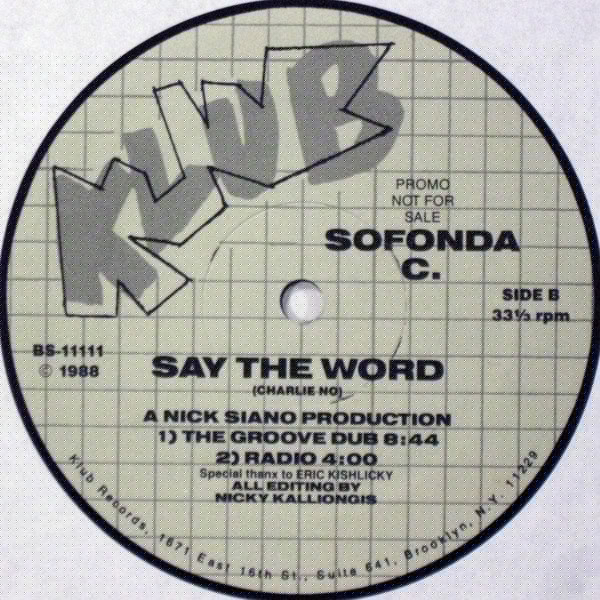 KLUB
PROMO
NOT FOR
SALE
SOFONDA
C.
SIDE B
33⅓ rpm
BS-11111
© 1988
SAY THE WORD
(CHARLIE NO)
A NICK SIANO PRODUCTION
1) THE GROOVE DUB 8:44
2) RADIO 4:00
Special thanx to ERIC KISHLICKY
ALL EDITING BY
NICKY KALLIONGIS
Klub Records, 1671 East 16th St., Suite 641, Brooklyn, N.Y. 11229